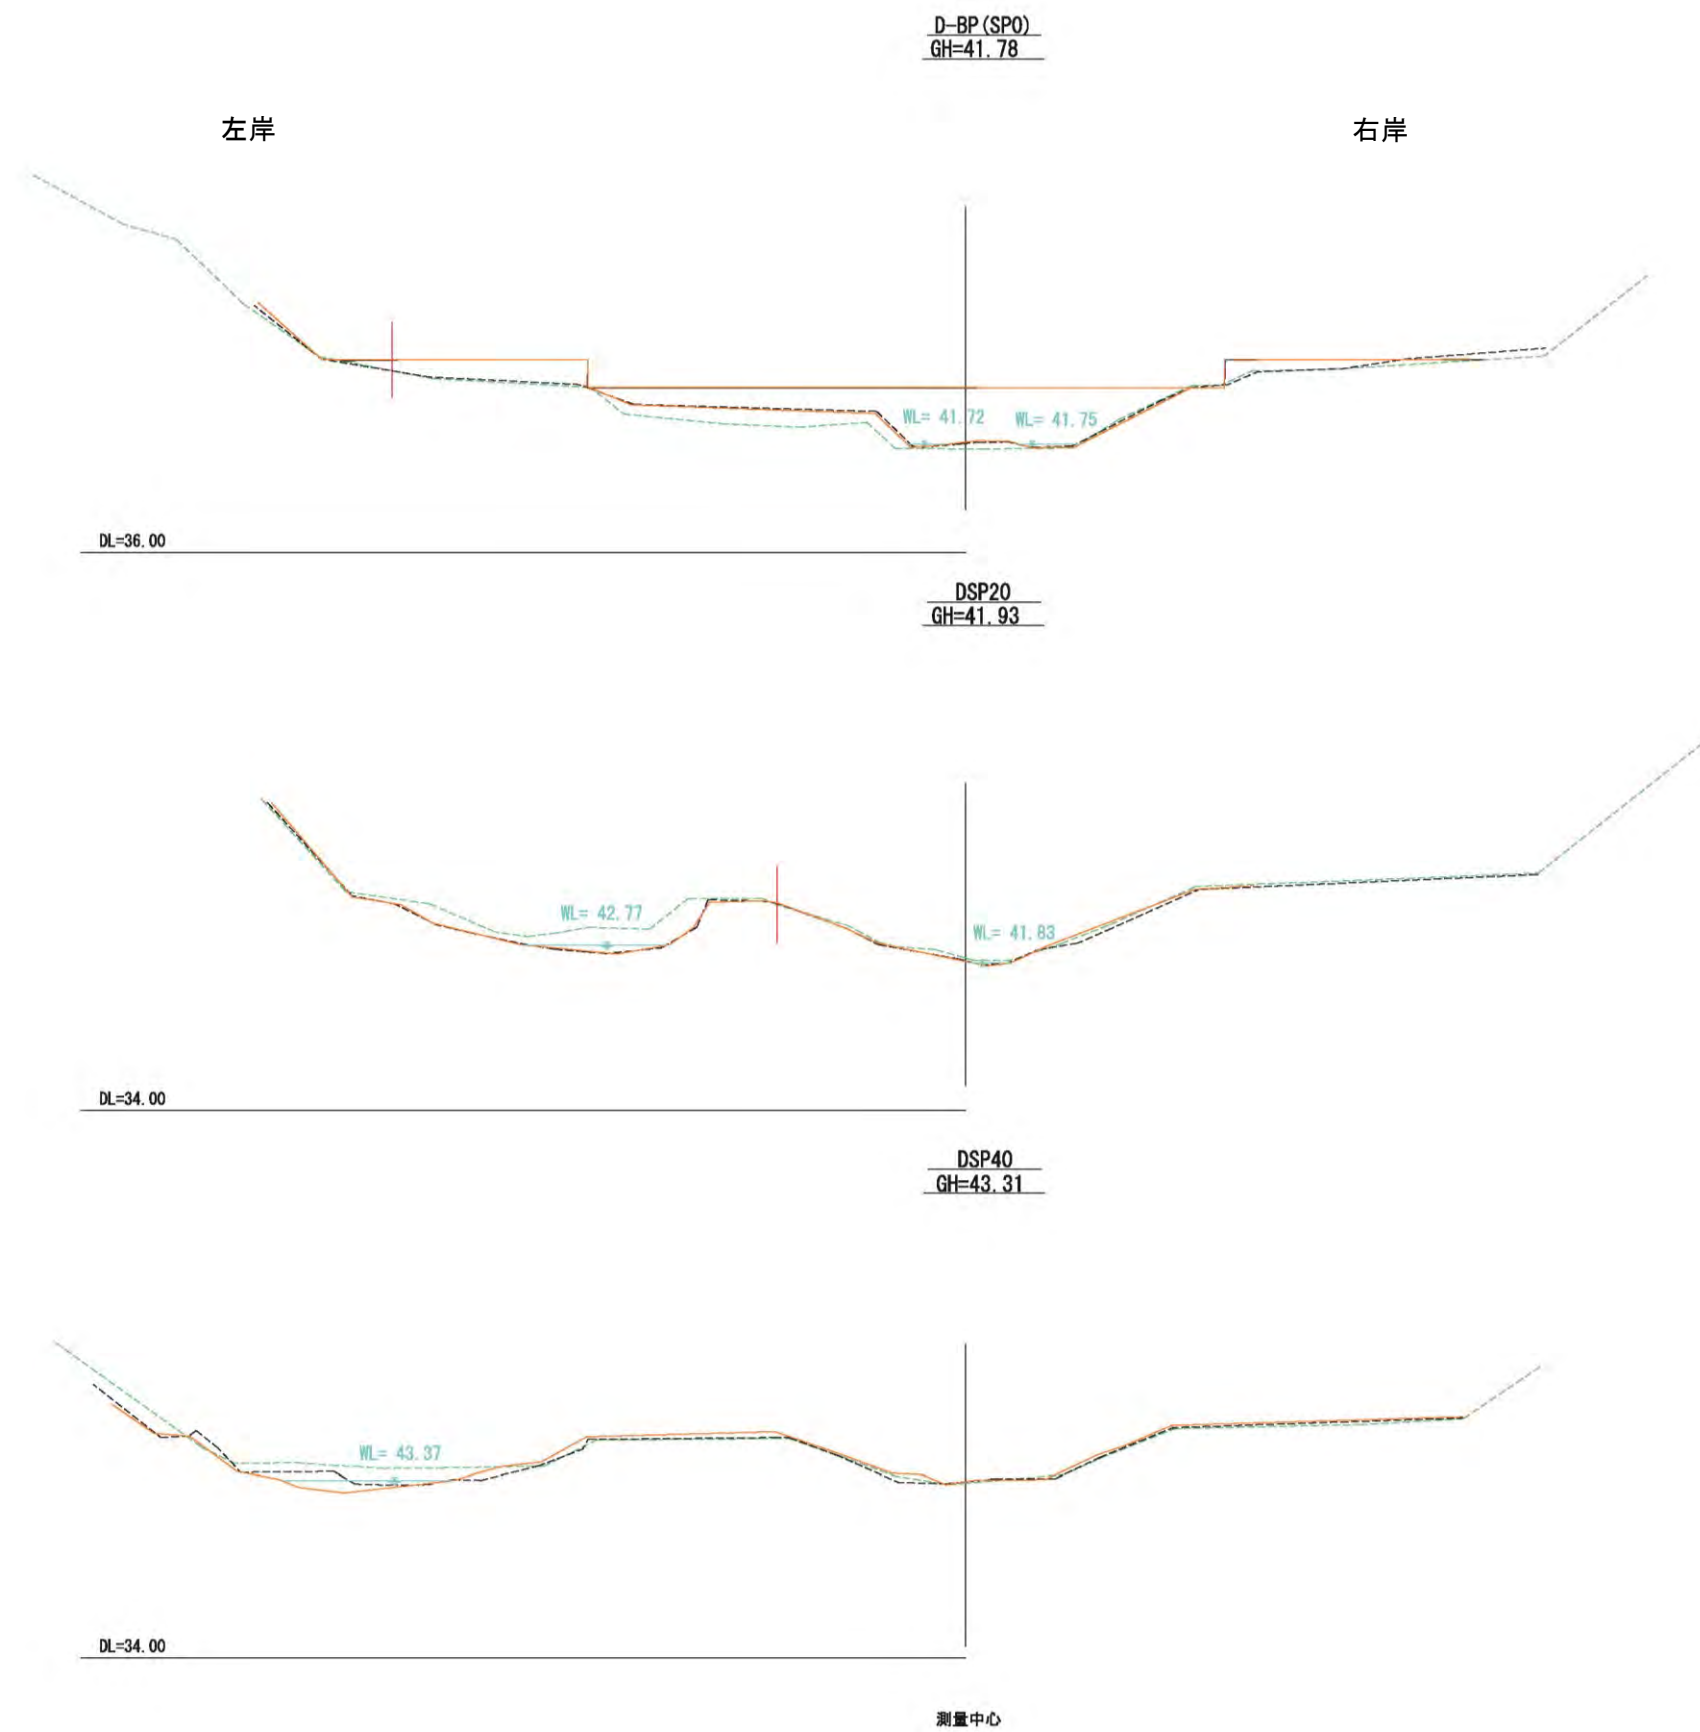 D-BP(SP0)
GH=41.78
左岸
右岸
WL= 41.72
WL= 41.75
DL=36.00
DSP20
GH=41.93
WL= 42.77
WL= 41.83
DL=34.00
DSP40
GH=43.31
WL= 43.37
DL=34.00
測量中心